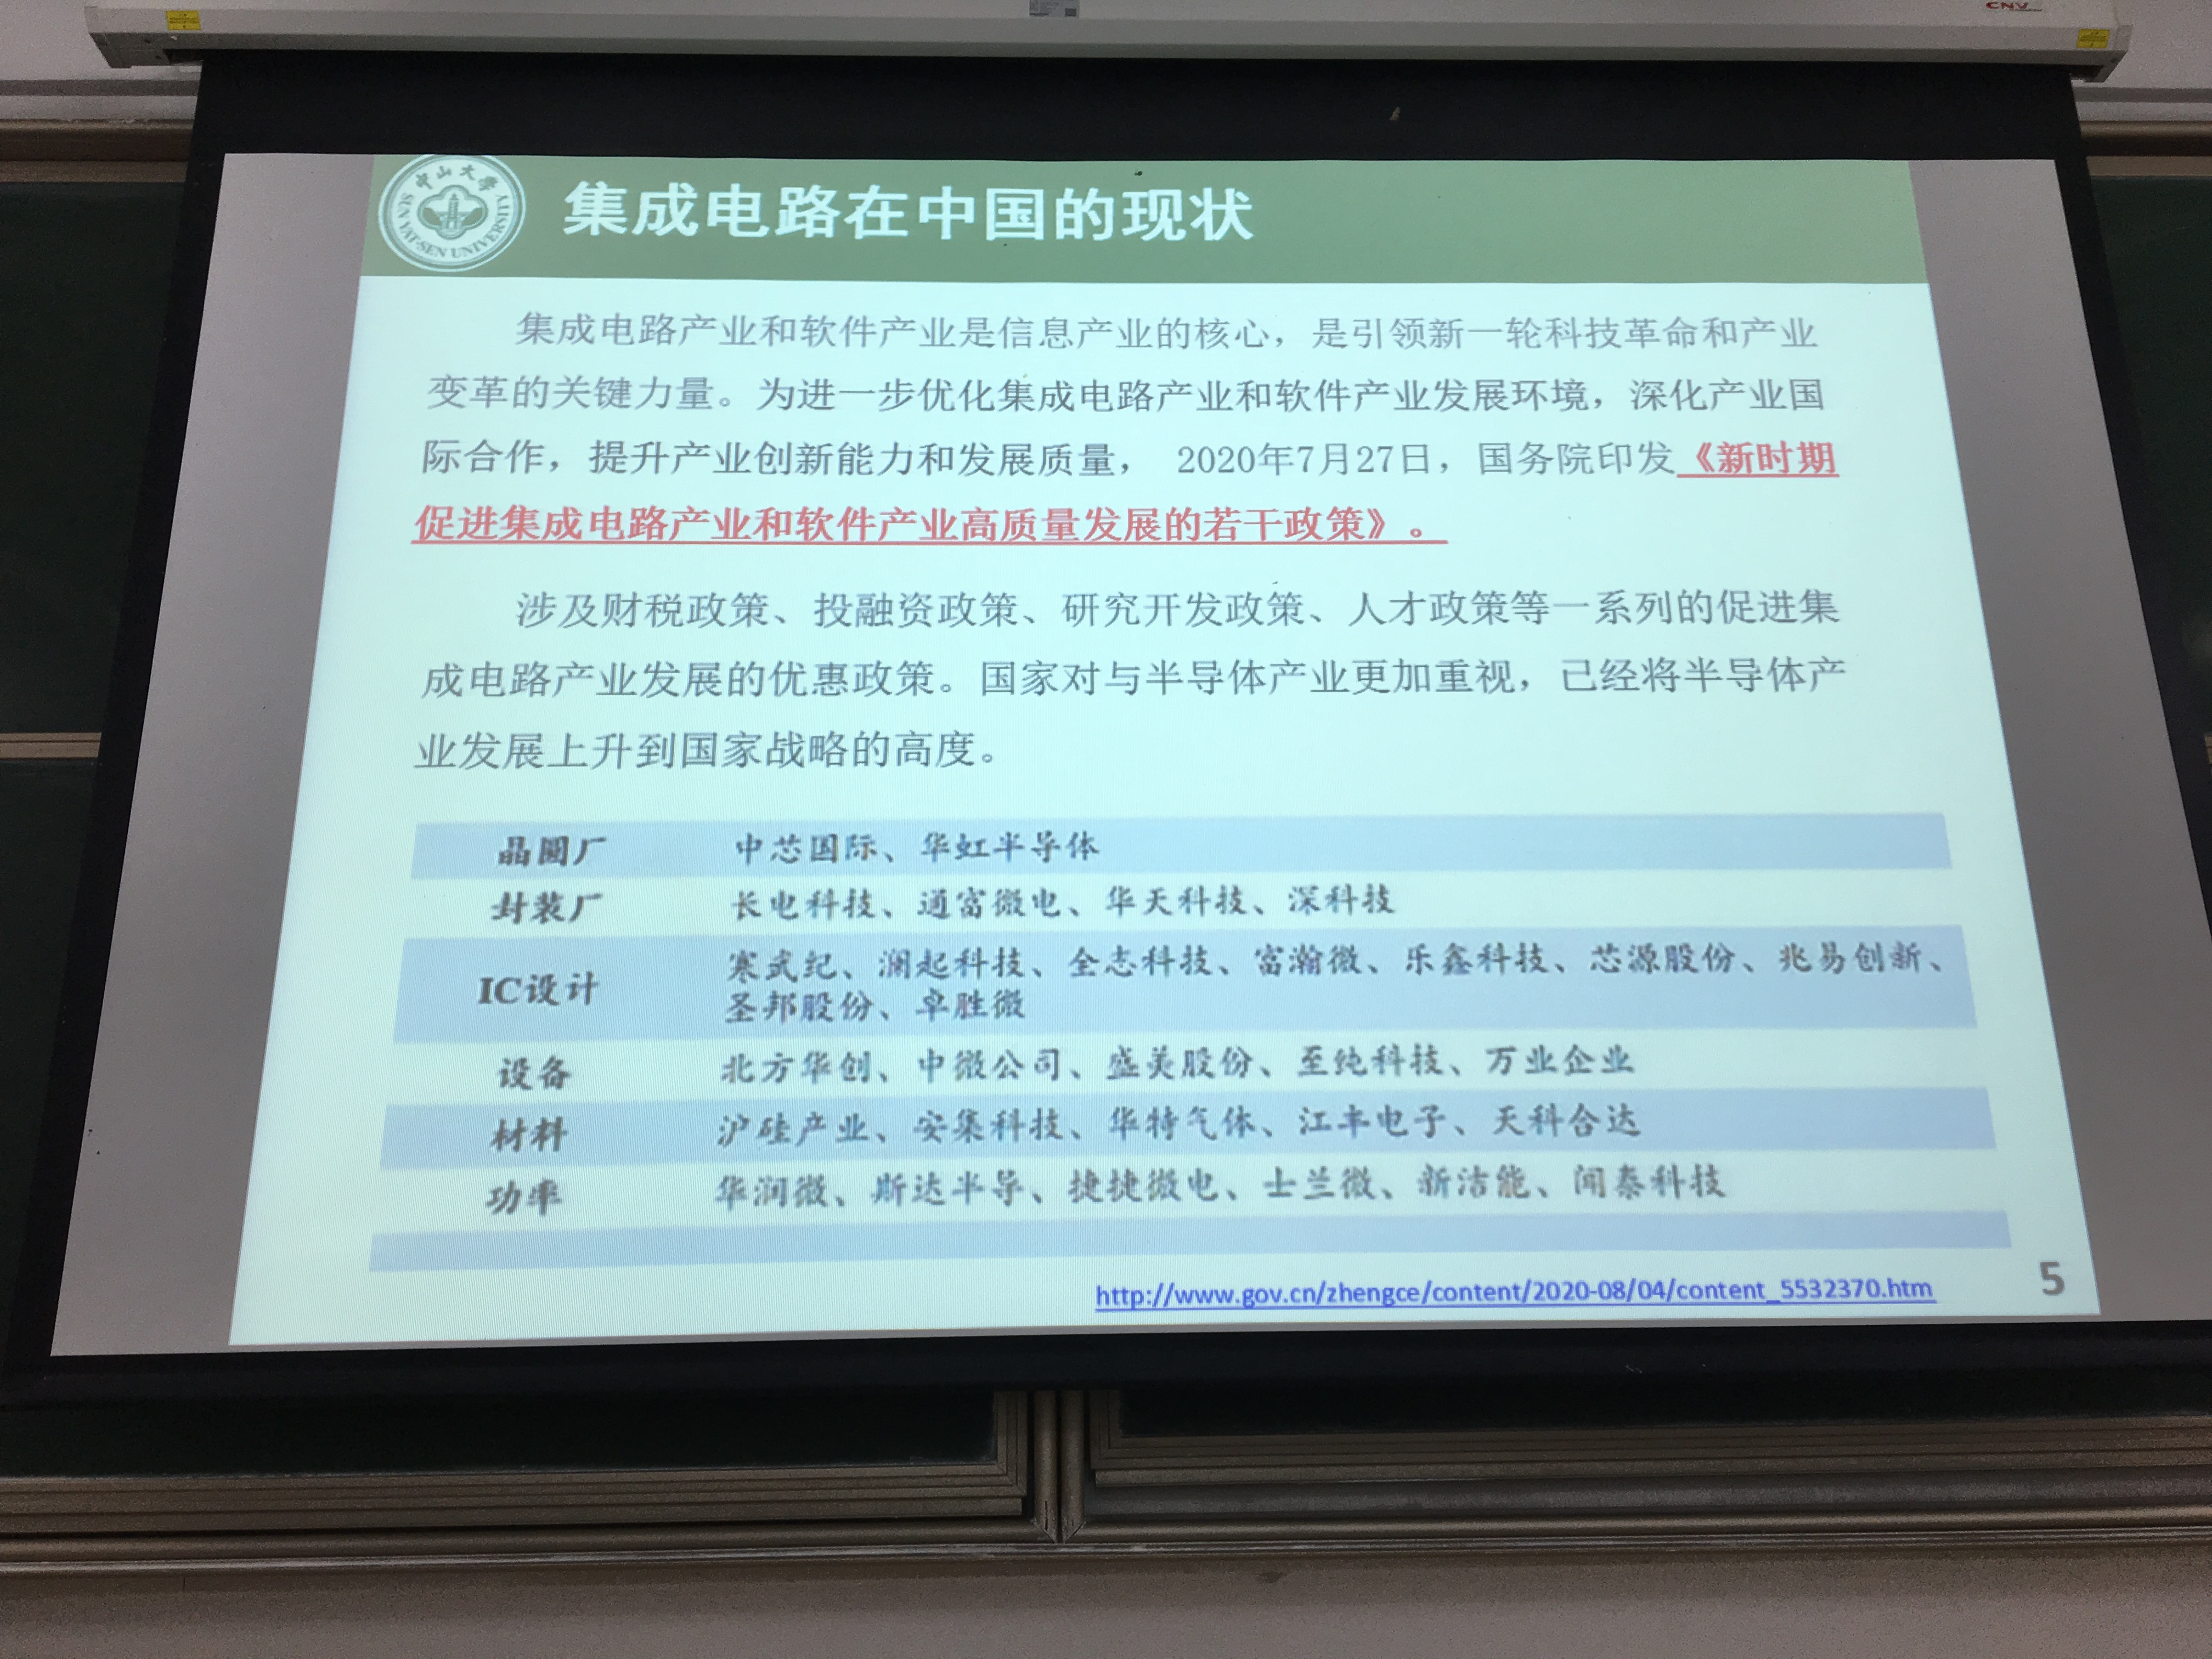 CNV
中山大学
SUN YAT-SEN UNIVERSITY
集成电路在中国的现状
集成电路产业和软件产业是信息产业的核心，是引领新一轮科技革命和产业
变革的关键力量。为进一步优化集成电路产业和软件产业发展环境，深化产业国
际合作，提升产业创新能力和发展质量， 2020年7月27日，国务院印发《新时期
促进集成电路产业和软件产业高质量发展的若干政策》。
涉及财税政策、投融资政策、研究开发政策、人才政策等一系列的促进集
成电路产业发展的优惠政策。国家对与半导体产业更加重视，已经将半导体产
业发展上升到国家战略的高度。
晶圆厂 中芯国际、华虹半导体
封装厂 长电科技、通富微电、华天科技、深科技
IC设计 寒武纪、澜起科技、全志科技、富瀚微、乐鑫科技、芯源股份、兆易创新、
圣邦股份、卓胜微
设备 北方华创、中微公司、盛美股份、至纯科技、万业企业
材料 沪硅产业、安集科技、华特气体、江丰电子、天科合达
功率 华润微、斯达半导、捷捷微电、士兰微、新洁能、闻泰科技
http://www.gov.cn/zhengce/content/2020-08/04/content_5532370.htm
5